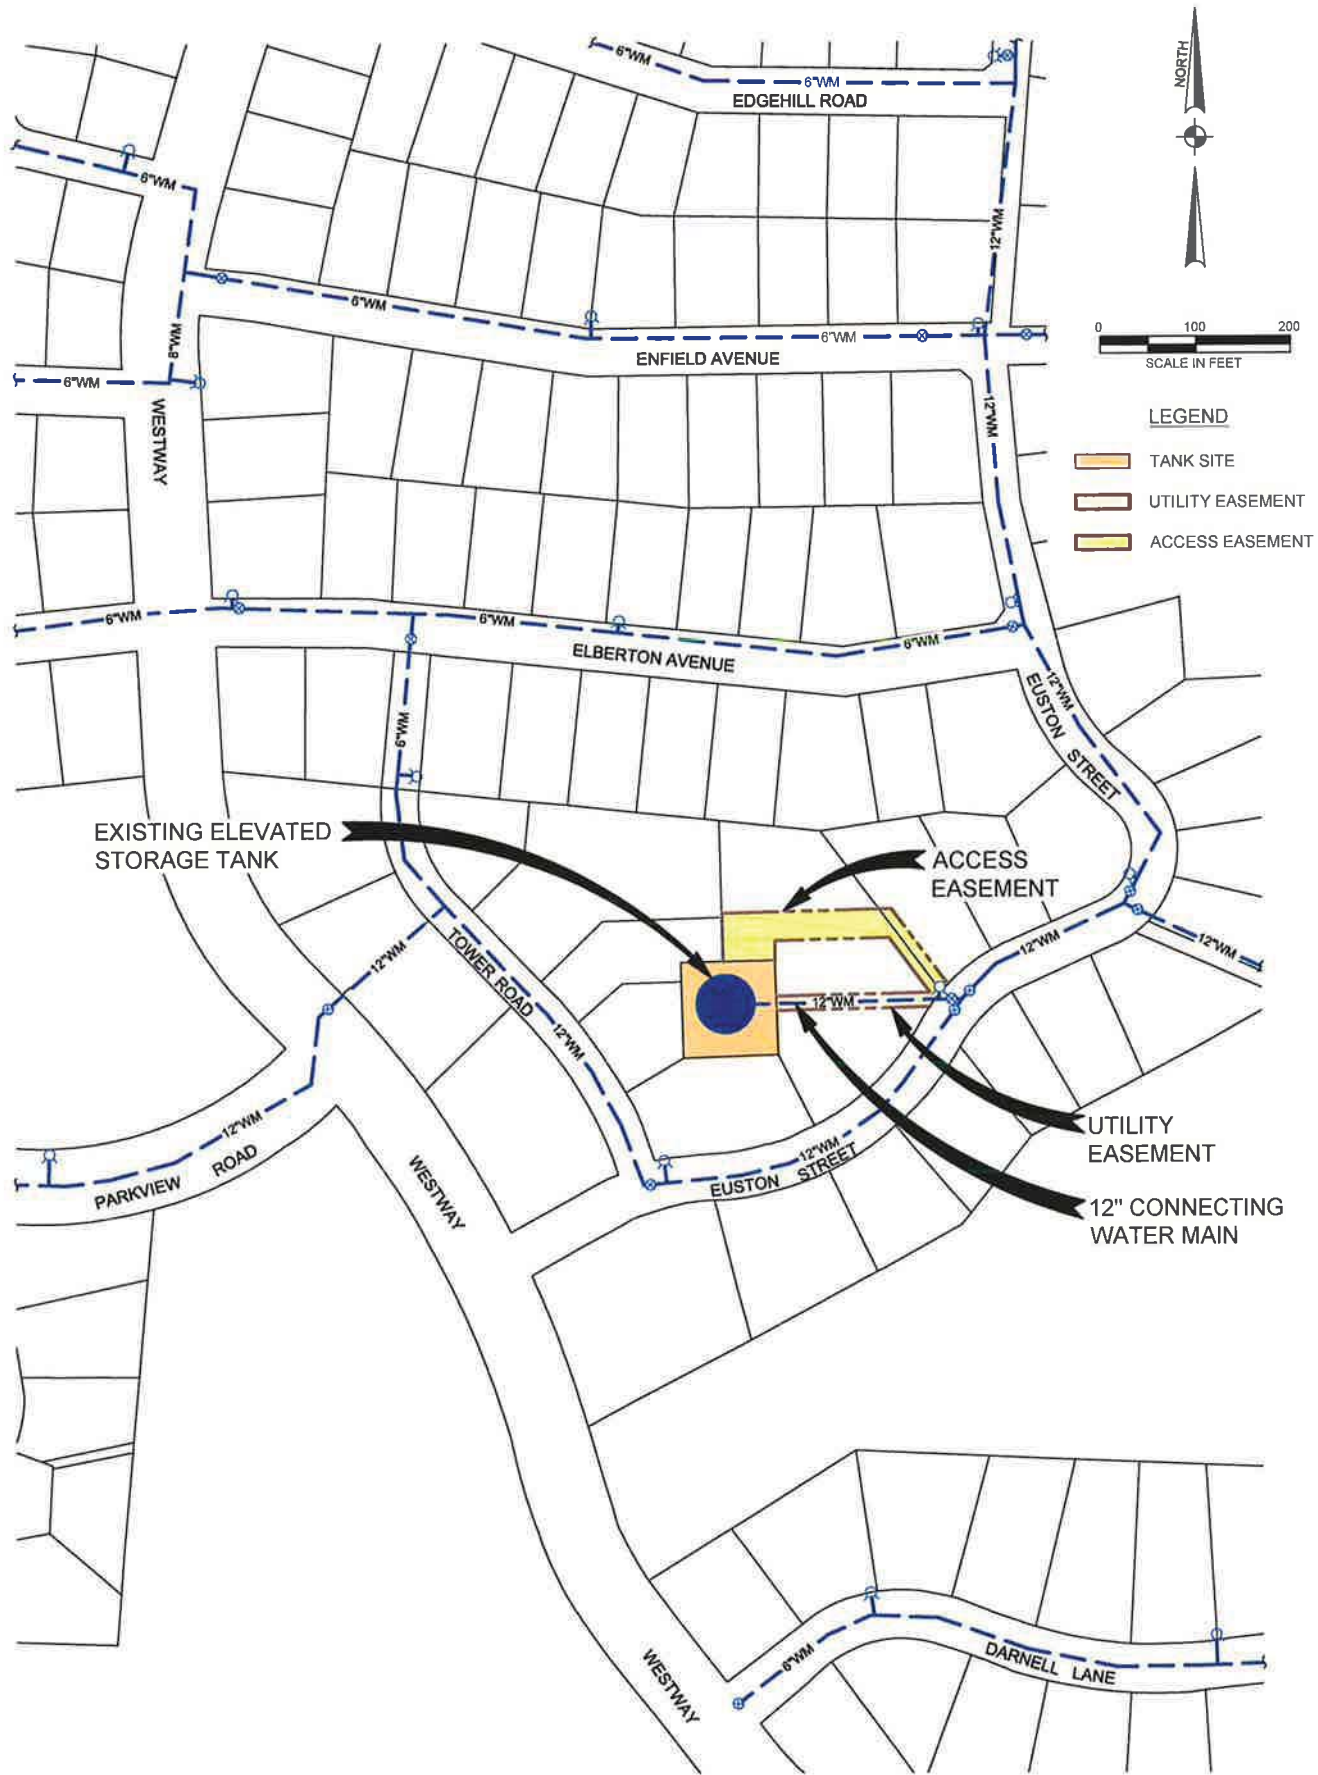 6"WM
6"WM
EDGEHILL ROAD
NORTH
6"WM
12"WM
6"WM
6"WM
ENFIELD AVENUE
8"WM
6"WM
0 100 200
SCALE IN FEET
WESTWAY
12"WM
LEGEND
TANK SITE
UTILITY EASEMENT
ACCESS EASEMENT
6"WM
6"WM
6"WM
ELBERTON AVENUE
12"WM
EUSTON STREET
6"WM
EXISTING ELEVATED
STORAGE TANK
ACCESS
EASEMENT
12"WM
TOWER ROAD
12"WM
12"WM
12"WM
12"WM
12"WM
UTILITY
EASEMENT
12"WM
EUSTON STREET
PARKVIEW ROAD
WESTWAY
12" CONNECTING
WATER MAIN
6"WM
DARNELL LANE
WESTWAY